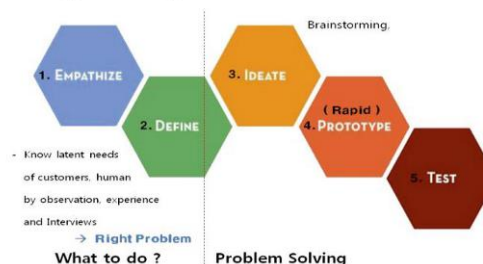 Brainstorming,
1. EMPATHIZE
3. IDEATE
2. DEFINE
( Rapid )
4. PROTOTYPE
5. TEST
- Know latent needs
of customers, human
by observation, experience
and Interviews
→ Right Problem
What to do ?
Problem Solving